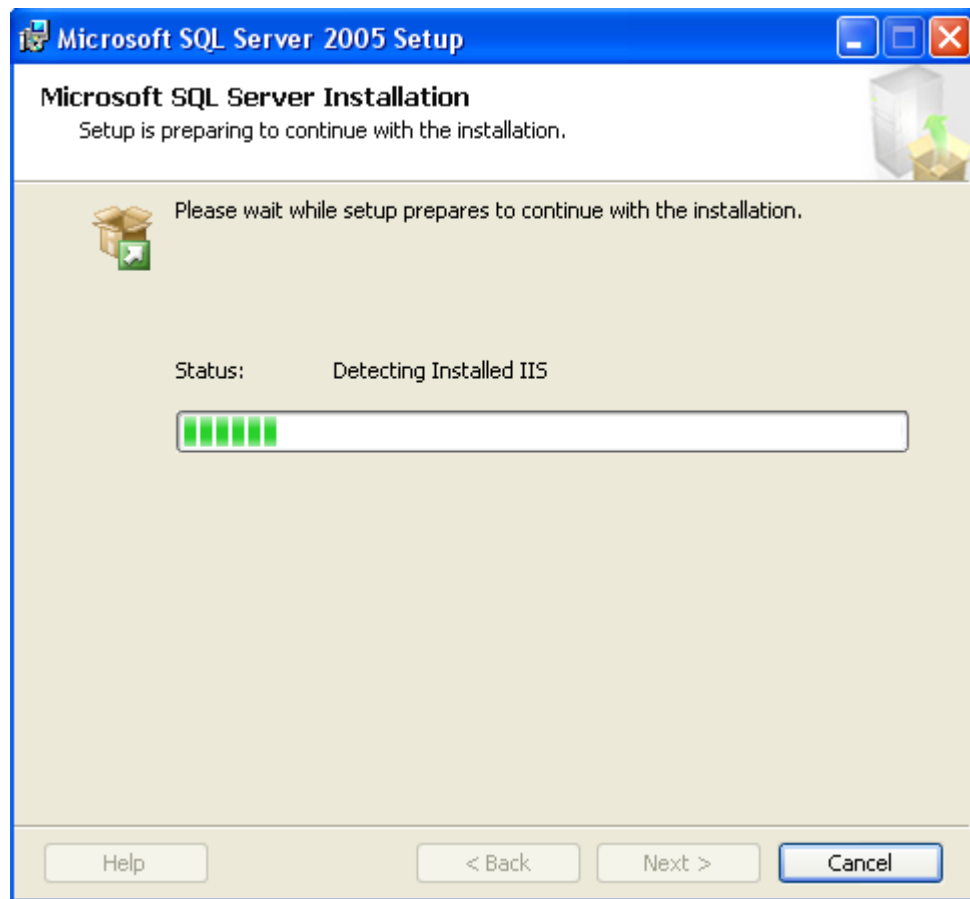 Microsoft SQL Server 2005 Setup
Microsoft SQL Server Installation
Setup is preparing to continue with the installation.
Please wait while setup prepares to continue with the installation.
Status: Detecting Installed IIS
Help < Back Next > Cancel